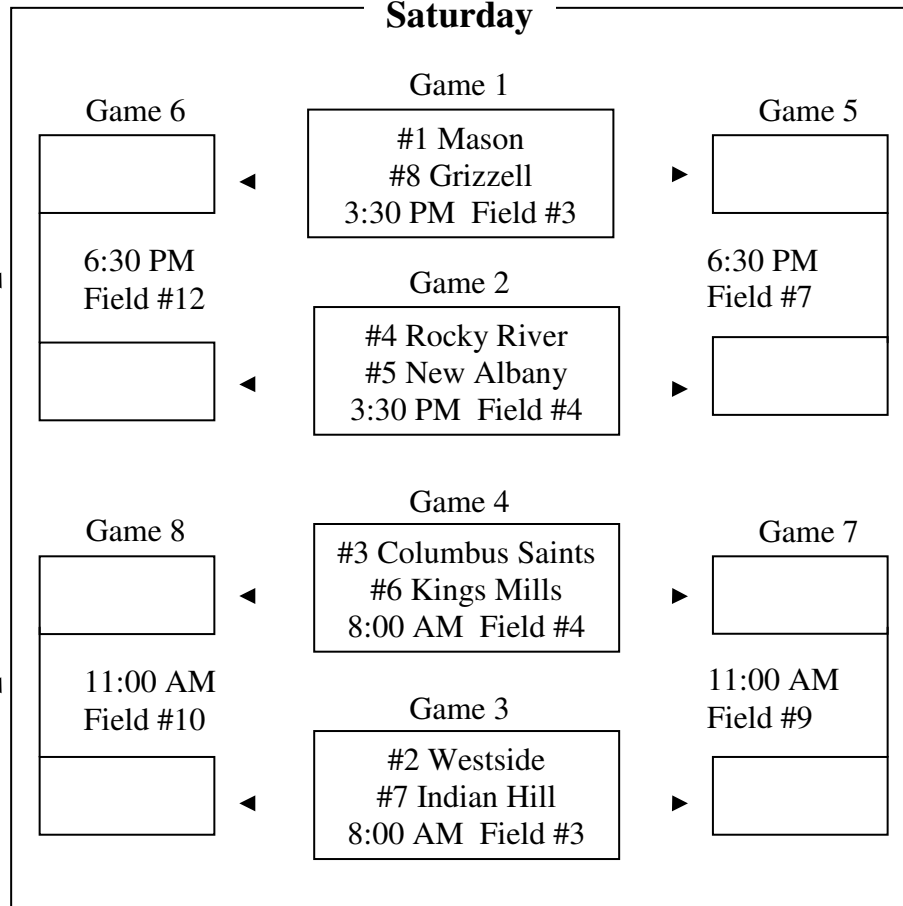 Saturday
Game 1
Game 6
Game 5
#1 Mason
#8 Grizzell
3:30 PM Field #3
6:30 PM
Field #12
6:30 PM
Field #7
Game 2
#4 Rocky River
#5 New Albany
3:30 PM Field #4
Game 4
Game 8
Game 7
#3 Columbus Saints
#6 Kings Mills
8:00 AM Field #4
11:00 AM
Field #10
11:00 AM
Field #9
Game 3
#2 Westside
#7 Indian Hill
8:00 AM Field #3